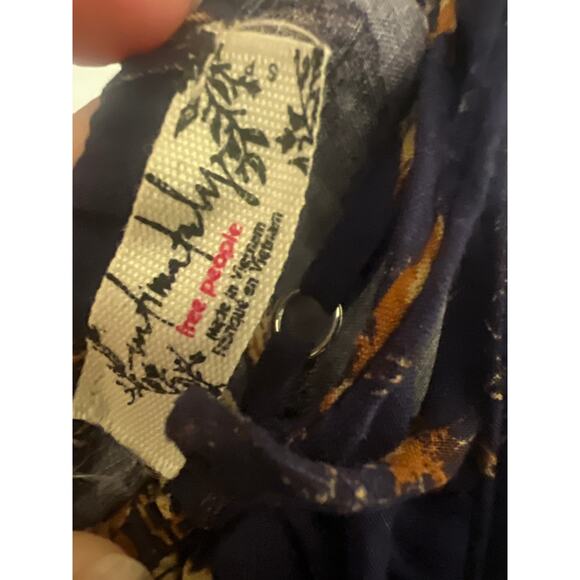 S
Intimately
free people
Made in Vietnam
Fabriqué en Vietnam